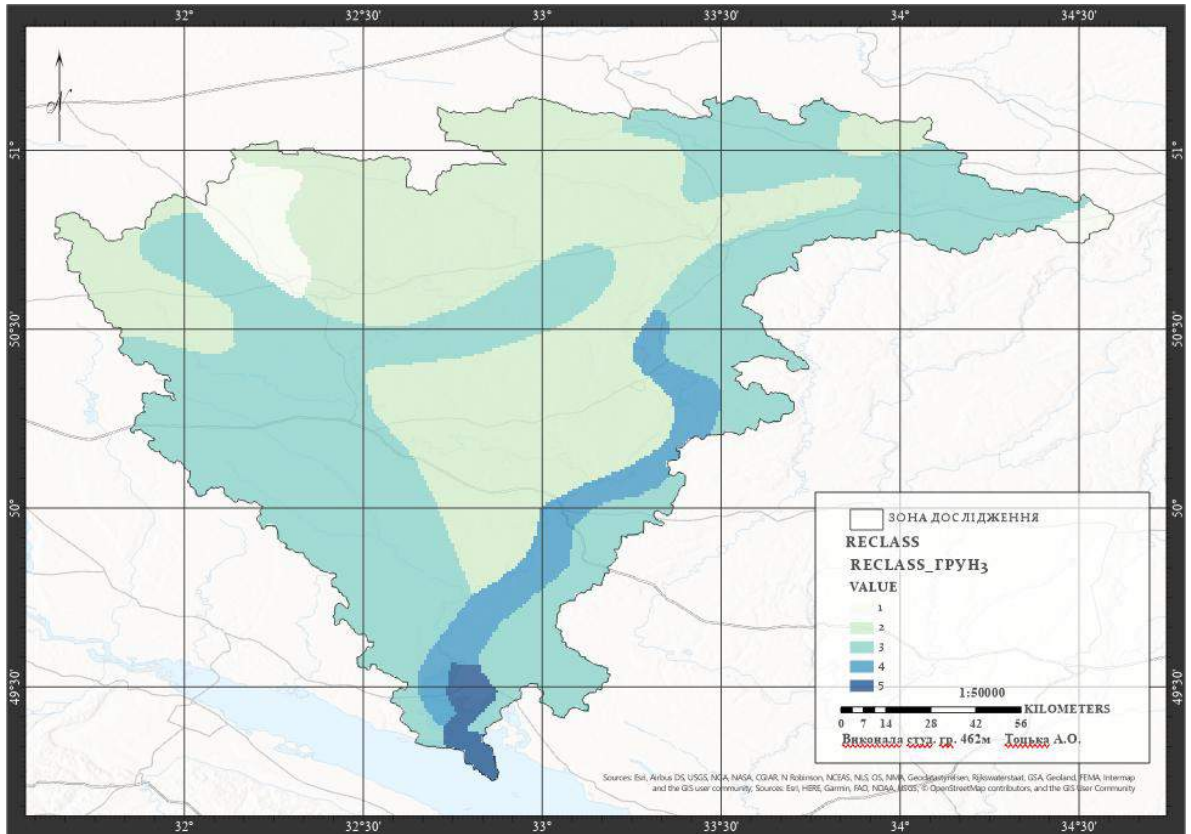 32° 32°30' 33° 33°30' 34° 34°30'
N
51° 51°
50°30' 50°30'
50° 50°
ЗОНА ДОСЛІДЖЕННЯ
RECLASS
RECLASS_ГРУН3
VALUE
1
2
3
4
5
49°30' 49°30'
1:50000
KILOMETERS
0 7 14 28 42 56
Виконала студ. гр. 462м Тоцька А.О.
Sources: Esri, Airbus DS, USGS, NGA, NASA, CGIAR, N Robinson, NCEAS, NLS, OS, NMA, Geodatastyrelsen, Rijkswaterstaat, GSA, Geoland, FEMA, Intermap
and the GIS user community, Sources: Esri, HERE, Garmin, FAO, NOAA, USGS, © OpenStreetMap contributors, and the GIS User Community
32° 32°30' 33° 33°30' 34° 34°30'